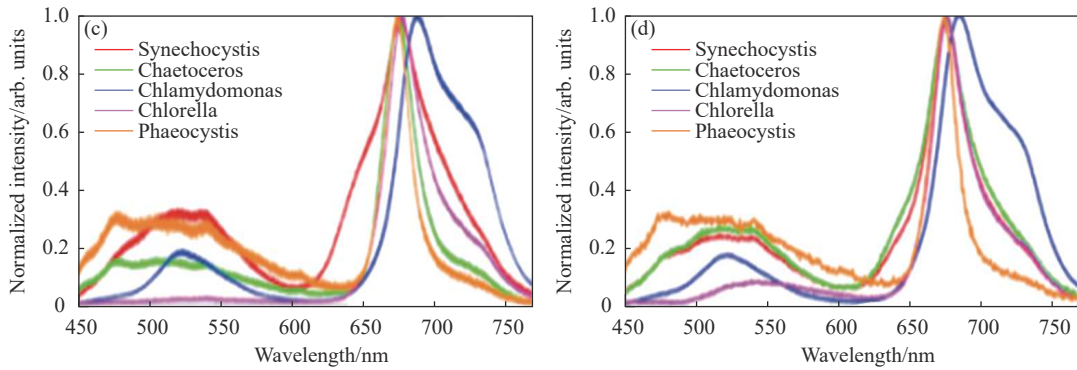 (c)
Normalized intensity/arb. units
1.0
0.8
0.6
0.4
0.2
0
Synechocystis
Chaetoceros
Chlamydomonas
Chlorella
Phaeocystis
450 500 550 600 650 700 750
Wavelength/nm
(d)
Normalized intensity/arb. units
1.0
0.8
0.6
0.4
0.2
0
Synechocystis
Chaetoceros
Chlamydomonas
Chlorella
Phaeocystis
450 500 550 600 650 700 750
Wavelength/nm